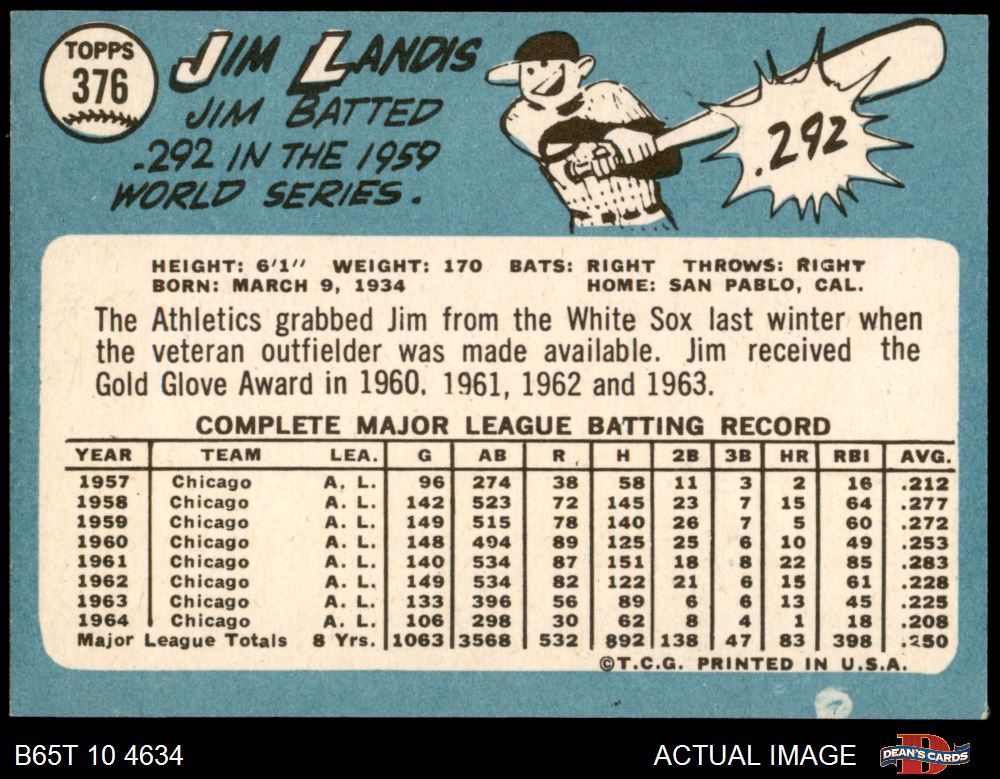 TOPPS
376
JIM LANDIS
JIM BATTED
.292 IN THE 1959
WORLD SERIES.
.292
HEIGHT: 6'1" WEIGHT: 170 BATS: RIGHT THROWS: RIGHT
BORN: MARCH 9, 1934 HOME: SAN PABLO, CAL.
The Athletics grabbed Jim from the White Sox last winter when
the veteran outfielder was made available. Jim received the
Gold Glove Award in 1960, 1961, 1962 and 1963.
COMPLETE MAJOR LEAGUE BATTING RECORD
YEAR TEAM LEA. G AB R H 2B 3B HR RBI AVG.
1957 Chicago A. L. 96 274 38 58 11 3 2 16 .212
1958 Chicago A. L. 142 523 72 145 23 7 15 64 .277
1959 Chicago A. L. 149 515 78 140 26 7 5 60 .272
1960 Chicago A. L. 148 494 89 125 25 6 10 49 .253
1961 Chicago A. L. 140 534 87 151 18 8 22 85 .283
1962 Chicago A. L. 149 534 82 122 21 6 15 61 .228
1963 Chicago A. L. 133 396 56 89 6 6 13 45 .225
1964 Chicago A. L. 106 298 30 62 8 4 1 18 .208
Major League Totals 8 Yrs. 1063 3568 532 892 138 47 83 398 .250
©T.C.G. PRINTED IN U.S.A.
B65T 10 4634 ACTUAL IMAGE DEAN'S CARDS